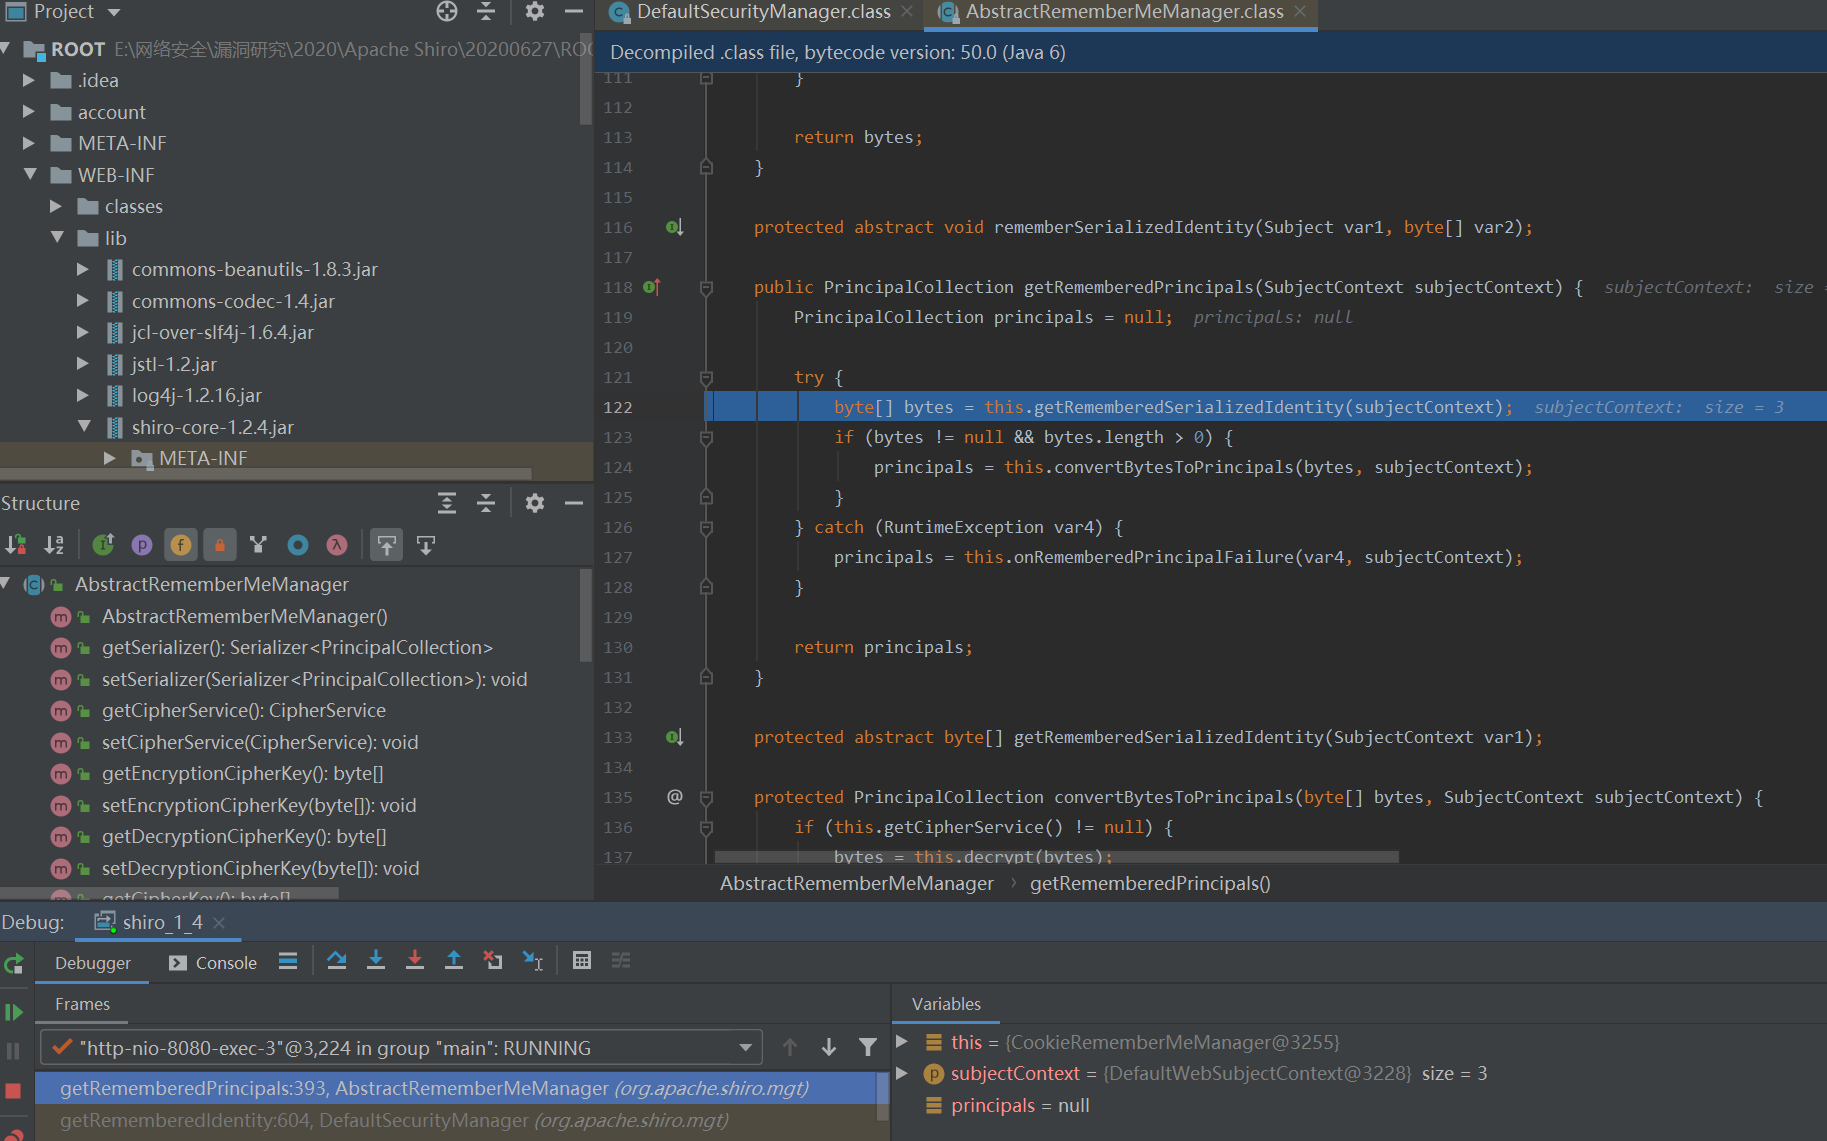 Project
ROOT E:\网络安全\漏洞研究\2020\Apache Shiro\20200627\ROO
.idea
account
META-INF
WEB-INF
classes
lib
commons-beanutils-1.8.3.jar
commons-codec-1.4.jar
jcl-over-slf4j-1.6.4.jar
jstl-1.2.jar
log4j-1.2.16.jar
shiro-core-1.2.4.jar
META-INF
Structure
AbstractRememberMeManager
AbstractRememberMeManager()
getSerializer(): Serializer<PrincipalCollection>
setSerializer(Serializer<PrincipalCollection>): void
getCipherService(): CipherService
setCipherService(CipherService): void
getEncryptionCipherKey(): byte[]
setEncryptionCipherKey(byte[]): void
getDecryptionCipherKey(): byte[]
setDecryptionCipherKey(byte[]): void
getCipherKey(): byte[]
DefaultSecurityManager.class
AbstractRememberMeManager.class
Decompiled .class file, bytecode version: 50.0 (Java 6)
111 }
112
113 return bytes;
114 }
115
116 protected abstract void rememberSerializedIdentity(Subject var1, byte[] var2);
117
118 public PrincipalCollection getRememberedPrincipals(SubjectContext subjectContext) { subjectContext: size =
119 PrincipalCollection principals = null; principals: null
120
121 try {
122 byte[] bytes = this.getRememberedSerializedIdentity(subjectContext); subjectContext: size = 3
123 if (bytes != null && bytes.length > 0) {
124 principals = this.convertBytesToPrincipals(bytes, subjectContext);
125 }
126 } catch (RuntimeException var4) {
127 principals = this.onRememberedPrincipalFailure(var4, subjectContext);
128 }
129
130 return principals;
131 }
132
133 protected abstract byte[] getRememberedSerializedIdentity(SubjectContext var1);
134
135 @ protected PrincipalCollection convertBytesToPrincipals(byte[] bytes, SubjectContext subjectContext) {
136 if (this.getCipherService() != null) {
137 bytes = this.decrypt(bytes);
AbstractRememberMeManager › getRememberedPrincipals()
Debug: shiro_1_4
Debugger Console
Frames
"http-nio-8080-exec-3"@3,224 in group "main": RUNNING
getRememberedPrincipals:393, AbstractRememberMeManager (org.apache.shiro.mgt)
getRememberedIdentity:604, DefaultSecurityManager (org.apache.shiro.mgt)
Variables
this = {CookieRememberMeManager@3255}
subjectContext = {DefaultWebSubjectContext@3228} size = 3
principals = null